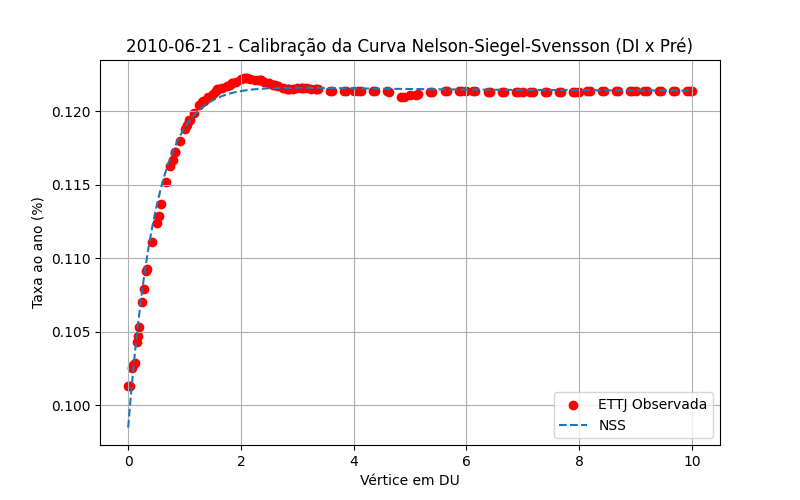 2010-06-21 - Calibração da Curva Nelson-Siegel-Svensson (DI x Pré)
Taxa ao ano (%)
0.120
0.115
0.110
0.105
0.100
ETTJ Observada
NSS
0 2 4 6 8 10
Vértice em DU